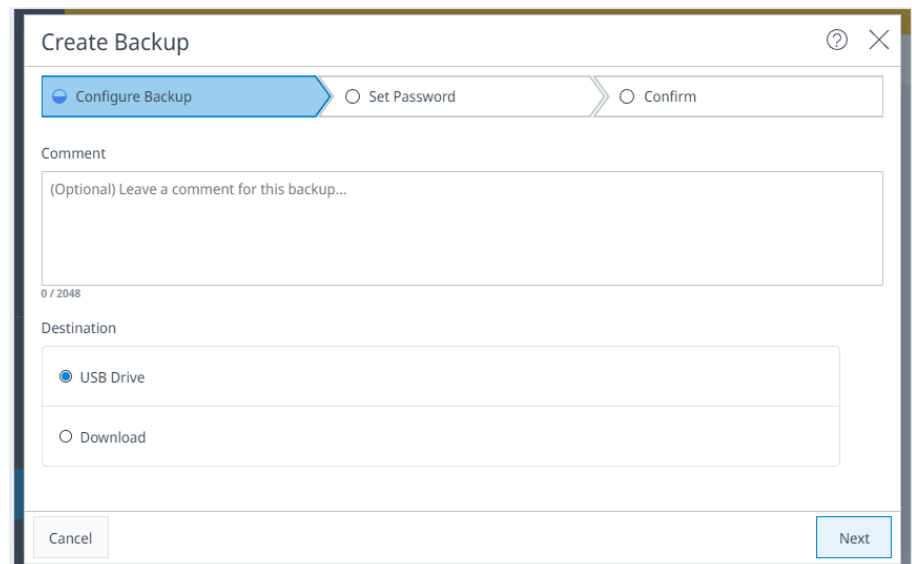 Create Backup
Configure Backup
Set Password
Confirm
Comment
(Optional) Leave a comment for this backup...
0 / 2048
Destination
USB Drive
Download
Cancel
Next